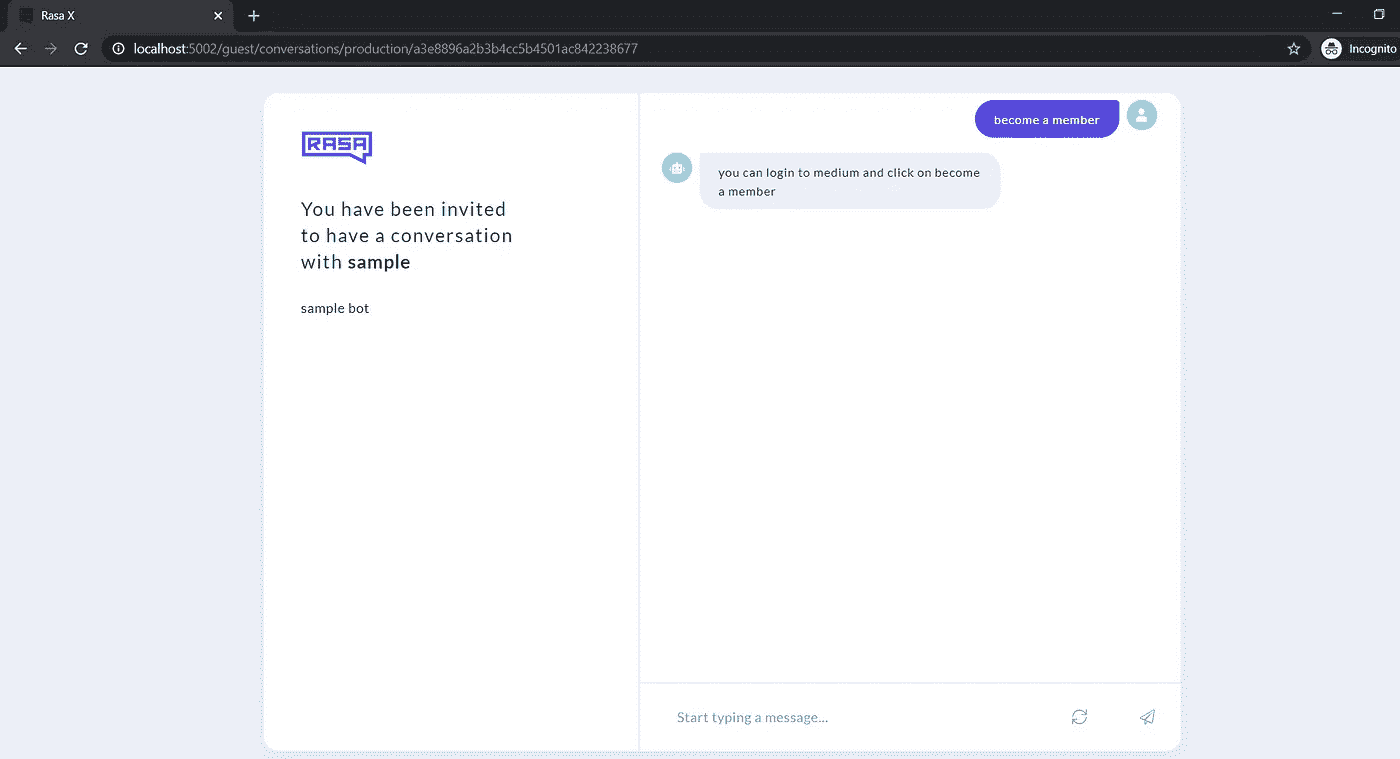 Rasa X
localhost:5002/guest/conversations/production/a3e8896a2b3b4cc5b4501ac842238677
Incognito
RASA
You have been invited
to have a conversation
with sample
sample bot
become a member
you can login to medium and click on become
a member
Start typing a message...